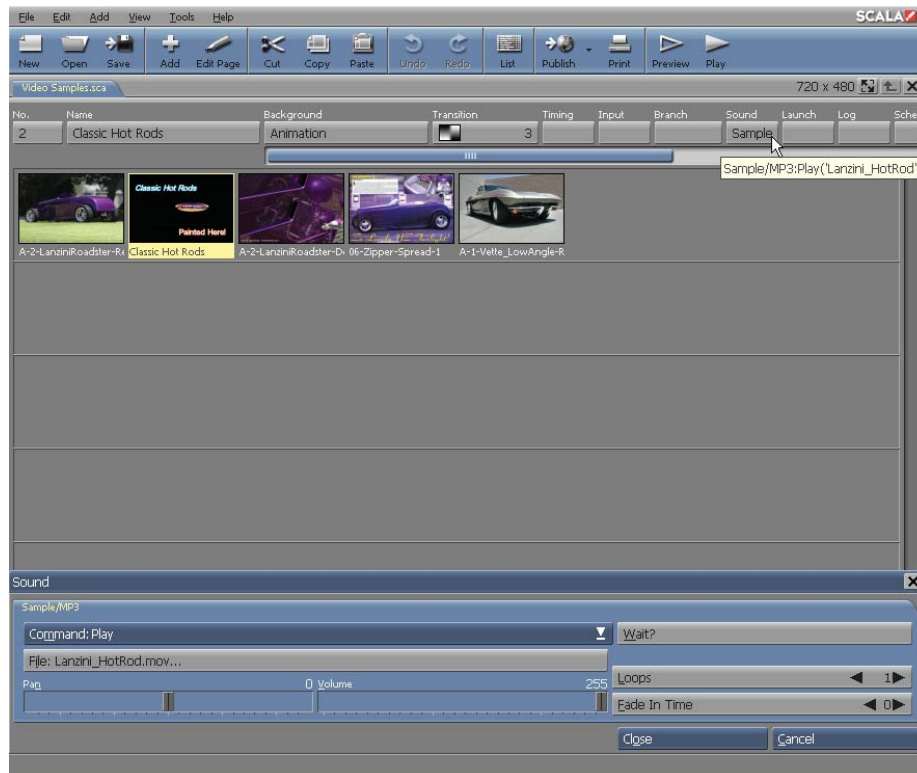 File Edit Add View Tools Help SCALA
New Open Save Add Edit Page Cut Copy Paste Undo Redo List Publish Print Preview Play
Video Samples.sca 720 x 480
No. Name Background Transition Timing Input Branch Sound Launch Log Sche
2 Classic Hot Rods Animation 3 Sample
Sample/MP3:Play('Lanzini_HotRod'
Classic Hot Rods
Painted Here!
A-2-LanziniRoadster-Re Classic Hot Rods A-2-LanziniRoadster-De 06-Zipper-Spread-1 A-1-Vette_LowAngle-R
Sound
Sample/MP3
Command: Play Wait?
File: Lanzini_HotRod.mov...
Pan 0 Volume 255 Loops 1
Fade In Time 0
Close Cancel